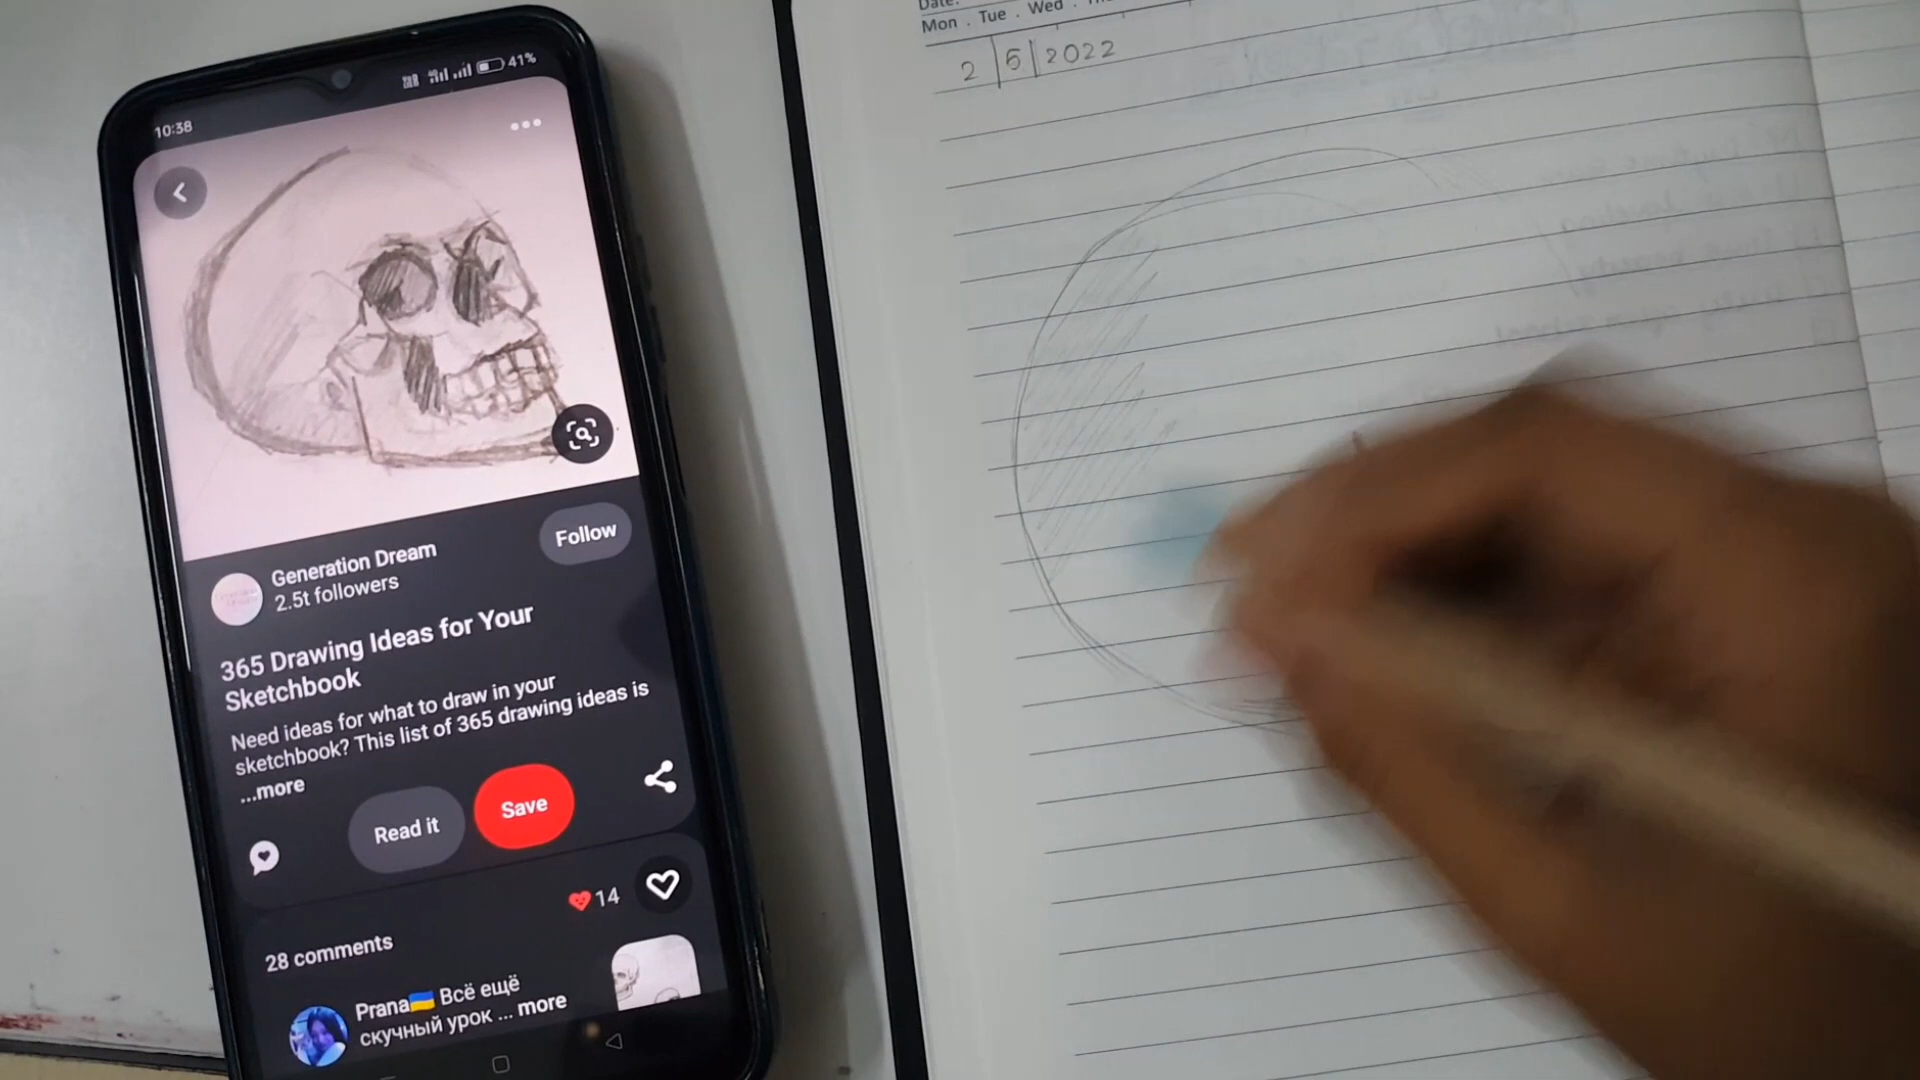 10:38
41%
Generation Dream
2.5t followers
Follow
365 Drawing Ideas for Your
Sketchbook
Need ideas for what to draw in your
sketchbook? This list of 365 drawing ideas is
...more
Read it
Save
14
28 comments
Prana🇺🇦 Всё ещё
скучный урок ... more
Date:
Mon . Tue . Wed .
2|5|2022